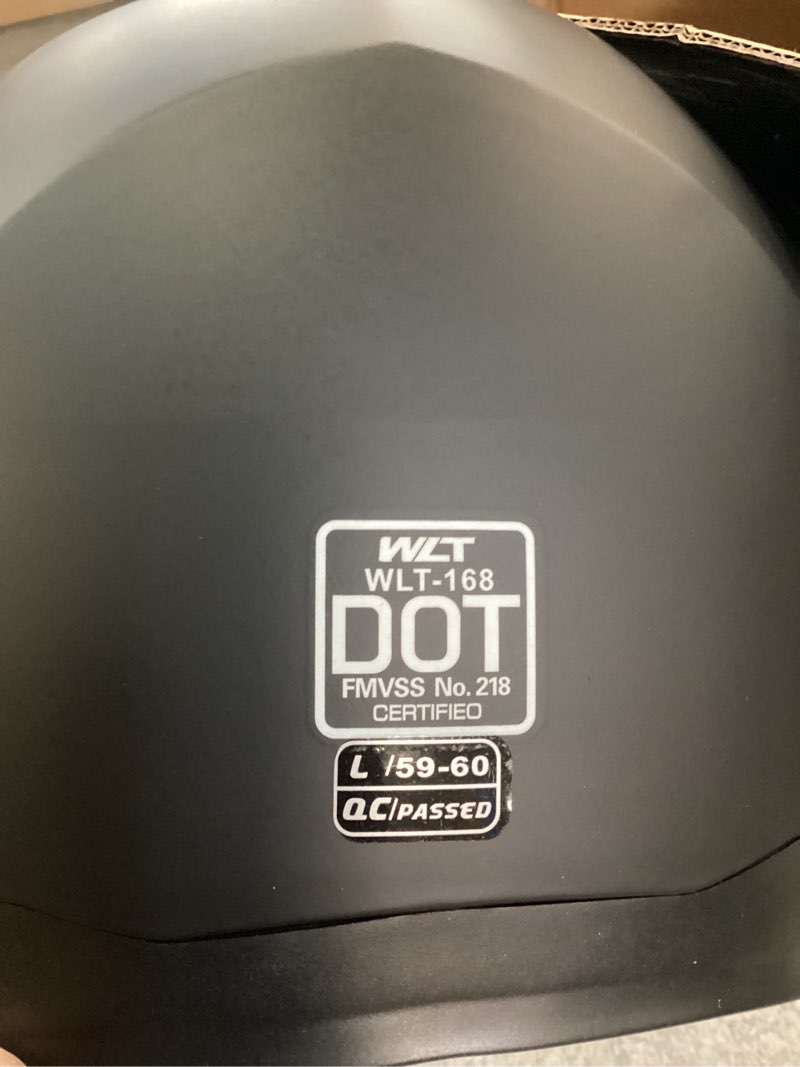 WLT
WLT-168
DOT
FMVSS No. 218
CERTIFIEO
L /59-60
QC/PASSED